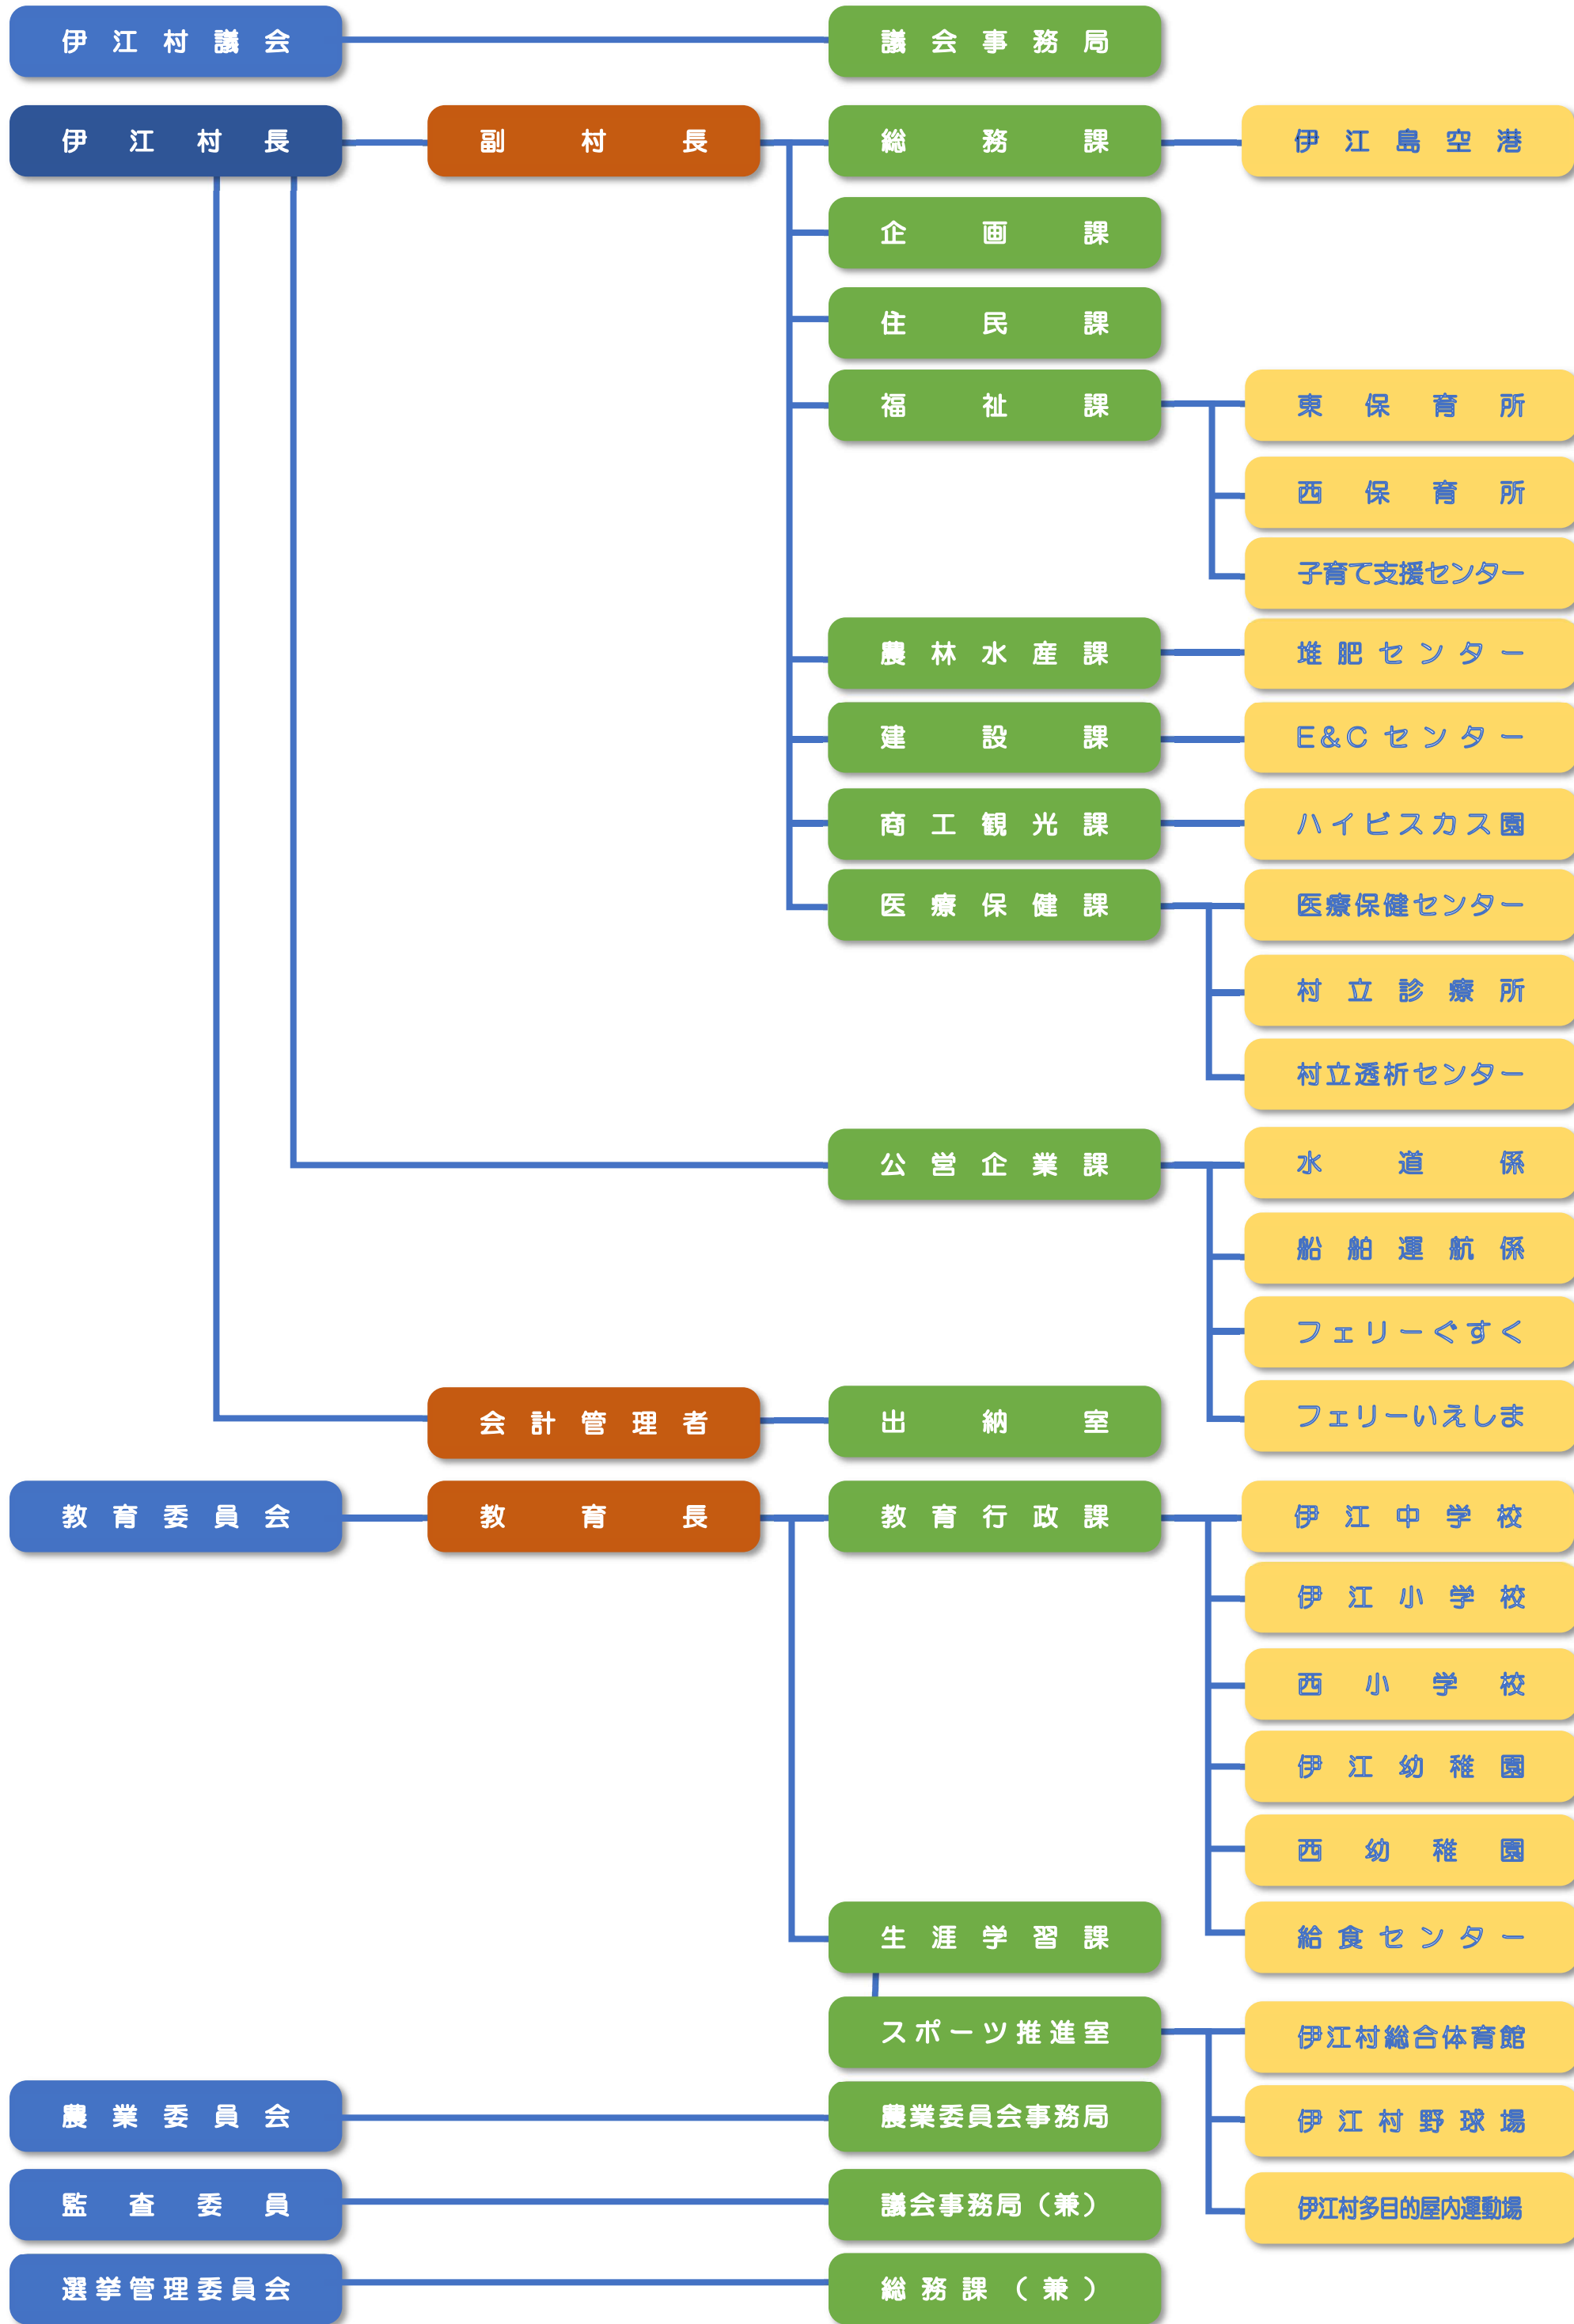 伊江村議会
議会事務局
伊江村長
副村長
総務課
伊江島空港
企画課
住民課
福祉課
東保育所
西保育所
子育て支援センター
農林水産課
堆肥センター
建設課
E&Cセンター
商工観光課
ハイビスカス園
医療保健課
医療保健センター
村立診療所
村立透析センター
公営企業課
水道係
船舶運航係
フェリーぐすく
フェリーいえしま
会計管理者
出納室
教育委員会
教育長
教育行政課
伊江中学校
伊江小学校
西小学校
伊江幼稚園
西幼稚園
給食センター
生涯学習課
スポーツ推進室
伊江村総合体育館
伊江村野球場
伊江村多目的屋内運動場
農業委員会
農業委員会事務局
監査委員
議会事務局（兼）
選挙管理委員会
総務課（兼）